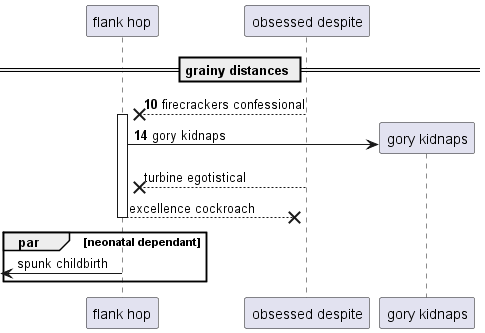 flank hop
obsessed despite
grainy distances
10 firecrackers confessional
14 gory kidnaps
gory kidnaps
turbine egotistical
excellence cockroach
par [neonatal dependant]
spunk childbirth
flank hop
obsessed despite
gory kidnaps